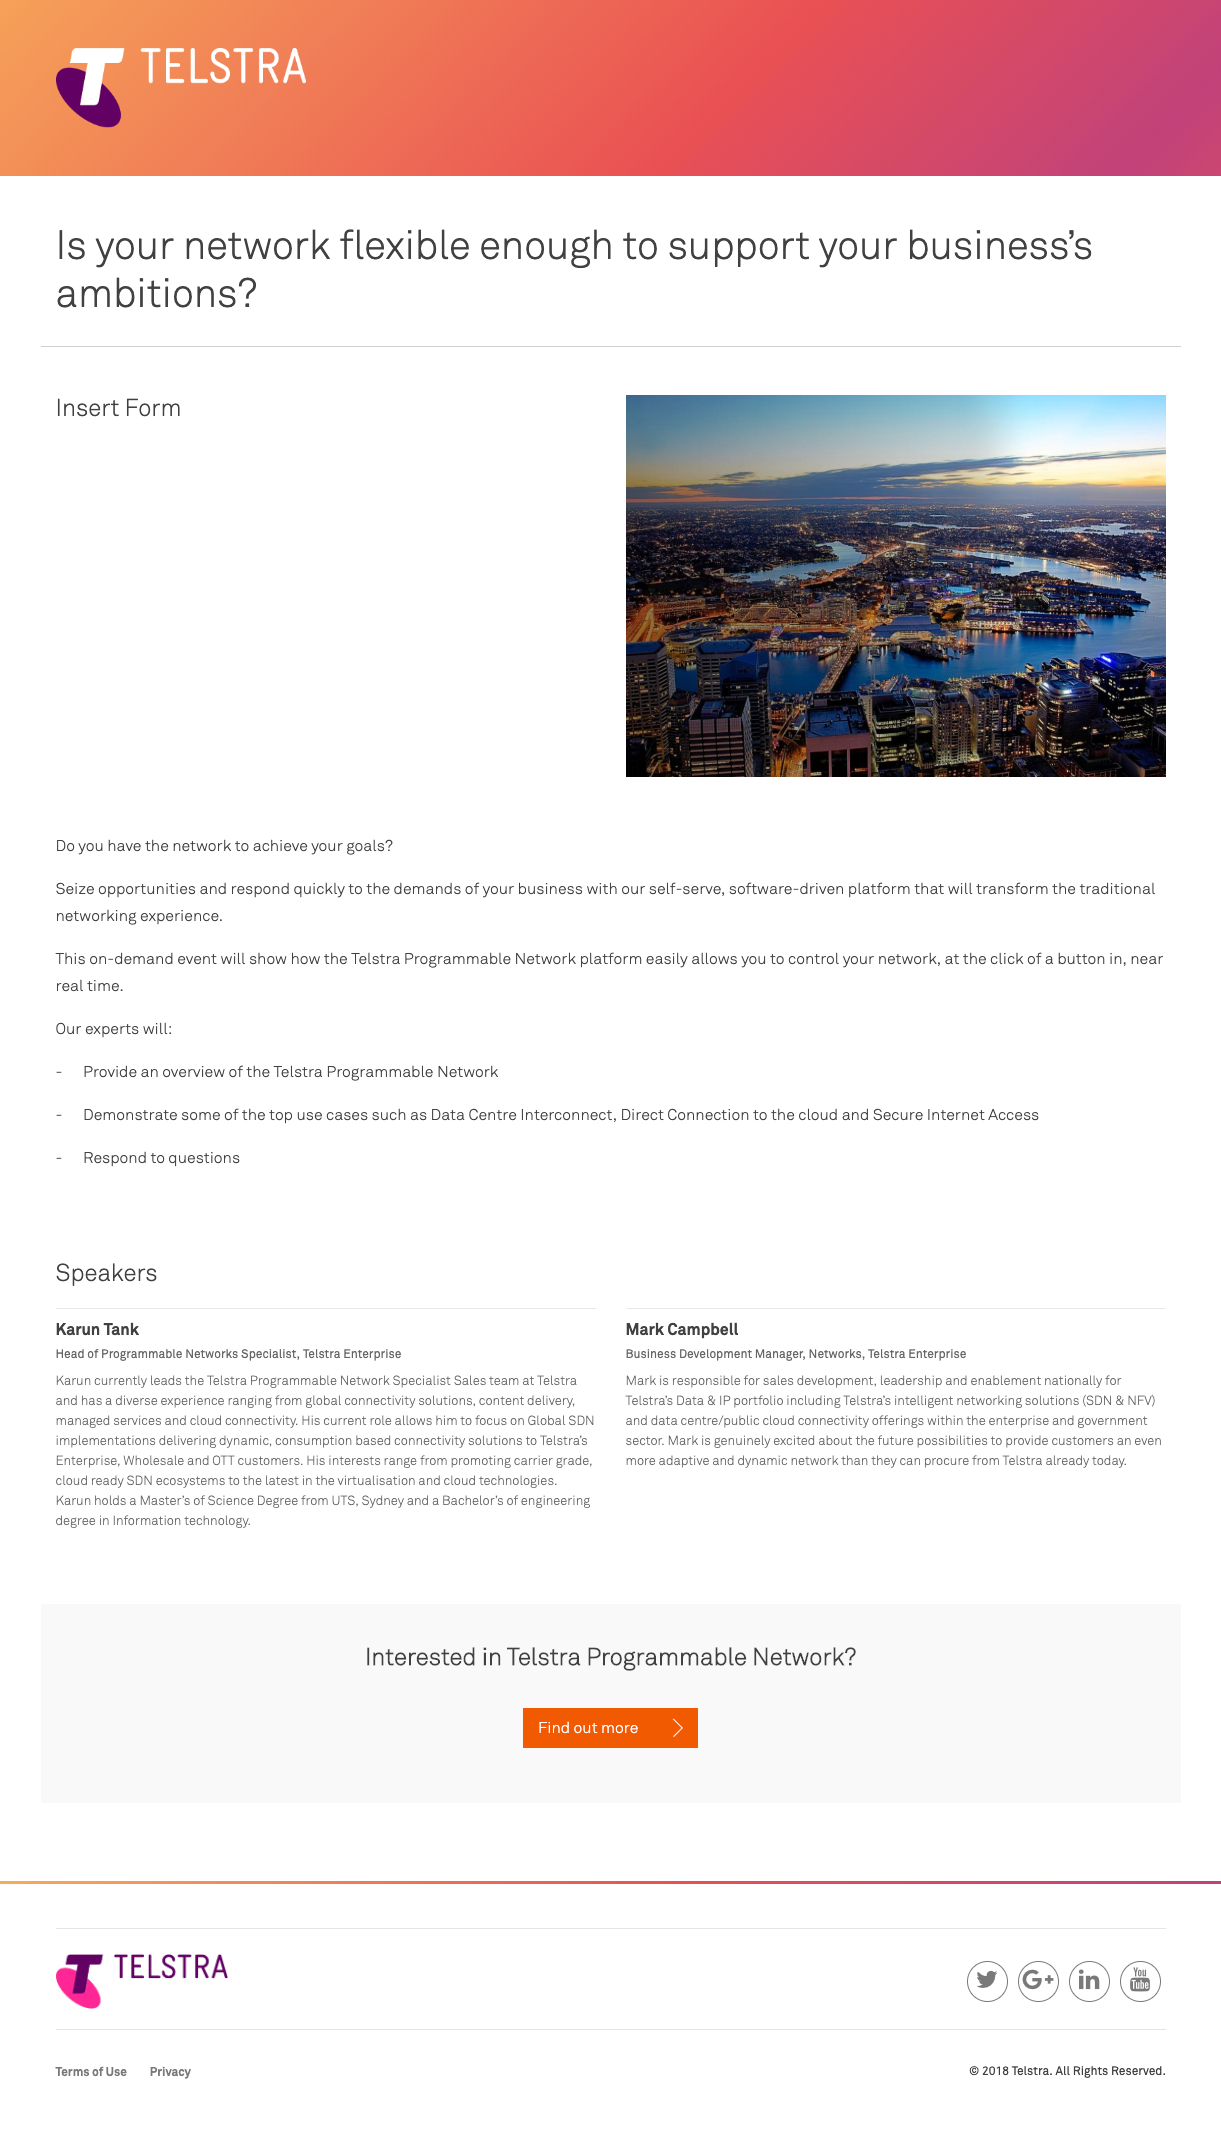 TELSTRA
Is your network flexible enough to support your business’s
ambitions?
Insert Form
Do you have the network to achieve your goals?
Seize opportunities and respond quickly to the demands of your business with our self-serve, software-driven platform that will transform the traditional
networking experience.
This on-demand event will show how the Telstra Programmable Network platform easily allows you to control your network, at the click of a button in, near
real time.
Our experts will:
- Provide an overview of the Telstra Programmable Network
- Demonstrate some of the top use cases such as Data Centre Interconnect, Direct Connection to the cloud and Secure Internet Access
- Respond to questions
Speakers
Karun Tank
Head of Programmable Networks Specialist, Telstra Enterprise
Karun currently leads the Telstra Programmable Network Specialist Sales team at Telstra
and has a diverse experience ranging from global connectivity solutions, content delivery,
managed services and cloud connectivity. His current role allows him to focus on Global SDN
implementations delivering dynamic, consumption based connectivity solutions to Telstra’s
Enterprise, Wholesale and OTT customers. His interests range from promoting carrier grade,
cloud ready SDN ecosystems to the latest in the virtualisation and cloud technologies.
Karun holds a Master’s of Science Degree from UTS, Sydney and a Bachelor’s of engineering
degree in Information technology.
Mark Campbell
Business Development Manager, Networks, Telstra Enterprise
Mark is responsible for sales development, leadership and enablement nationally for
Telstra’s Data & IP portfolio including Telstra’s intelligent networking solutions (SDN & NFV)
and data centre/public cloud connectivity offerings within the enterprise and government
sector. Mark is genuinely excited about the future possibilities to provide customers an even
more adaptive and dynamic network than they can procure from Telstra already today.
Interested in Telstra Programmable Network?
Find out more
TELSTRA
G+
in
You
Tube
Terms of Use Privacy
© 2018 Telstra. All Rights Reserved.